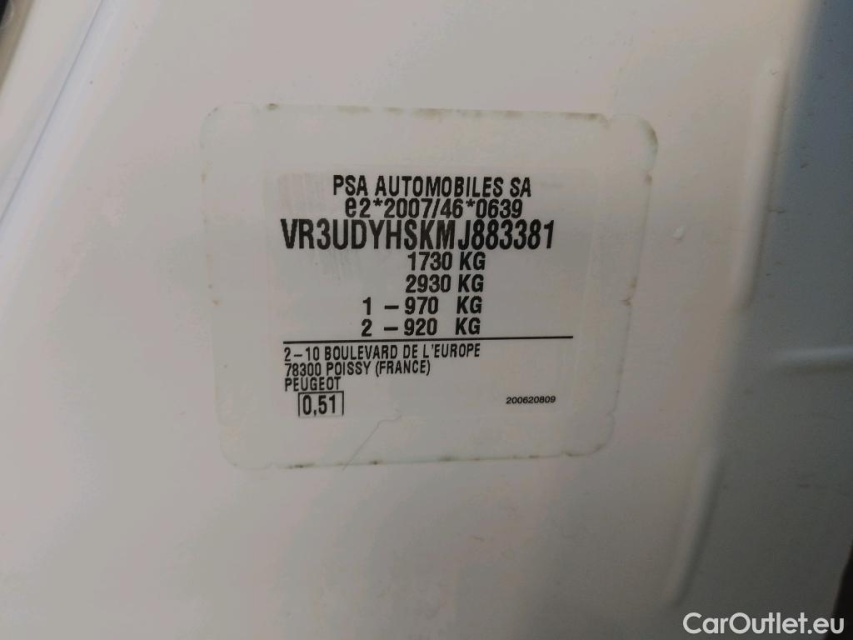 PSA AUTOMOBILES SA
e2*2007/46*0639
VR3UDYHSKMJ883381
1730 KG
2930 KG
1 – 970 KG
2 – 920 KG
2–10 BOULEVARD DE L'EUROPE
78300 POISSY (FRANCE)
PEUGEOT
0,51
200620809
CarOutlet.eu